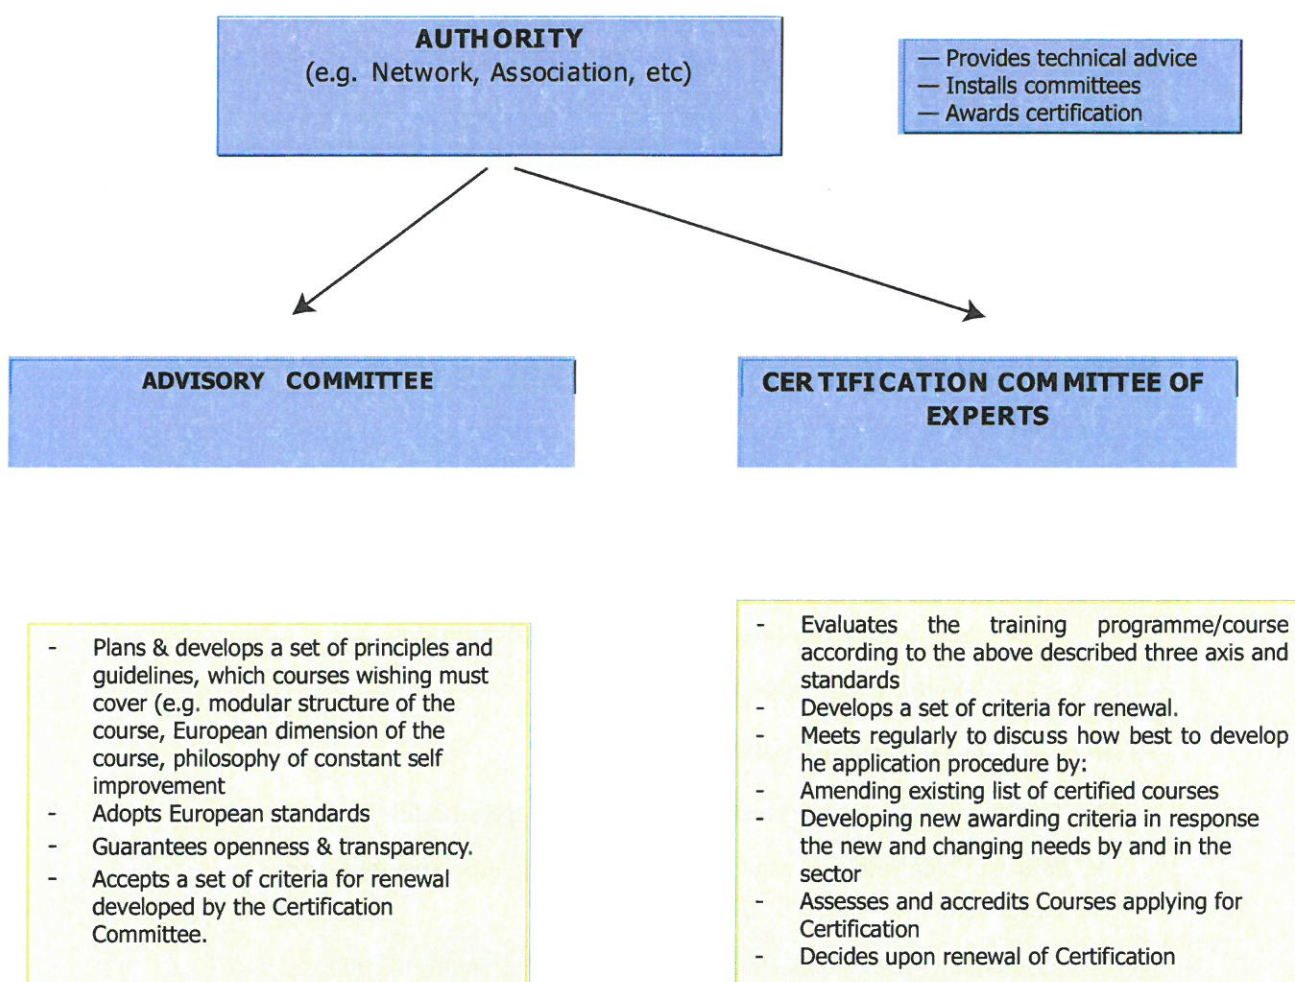 AUTHORITY
(e.g. Network, Association, etc)
— Provides technical advice
— Installs committees
— Awards certification
ADVISORY COMMITTEE
CERTIFICATION COMMITTEE OF
EXPERTS
- Plans & develops a set of principles and
guidelines, which courses wishing must
cover (e.g. modular structure of the
course, European dimension of the
course, philosophy of constant self
improvement
- Adopts European standards
- Guarantees openness & transparency.
- Accepts a set of criteria for renewal
developed by the Certification
Committee.
- Evaluates the training programme/course
according to the above described three axis and
standards
- Develops a set of criteria for renewal.
- Meets regularly to discuss how best to develop
he application procedure by:
- Amending existing list of certified courses
- Developing new awarding criteria in response
the new and changing needs by and in the
sector
- Assesses and accredits Courses applying for
Certification
- Decides upon renewal of Certification